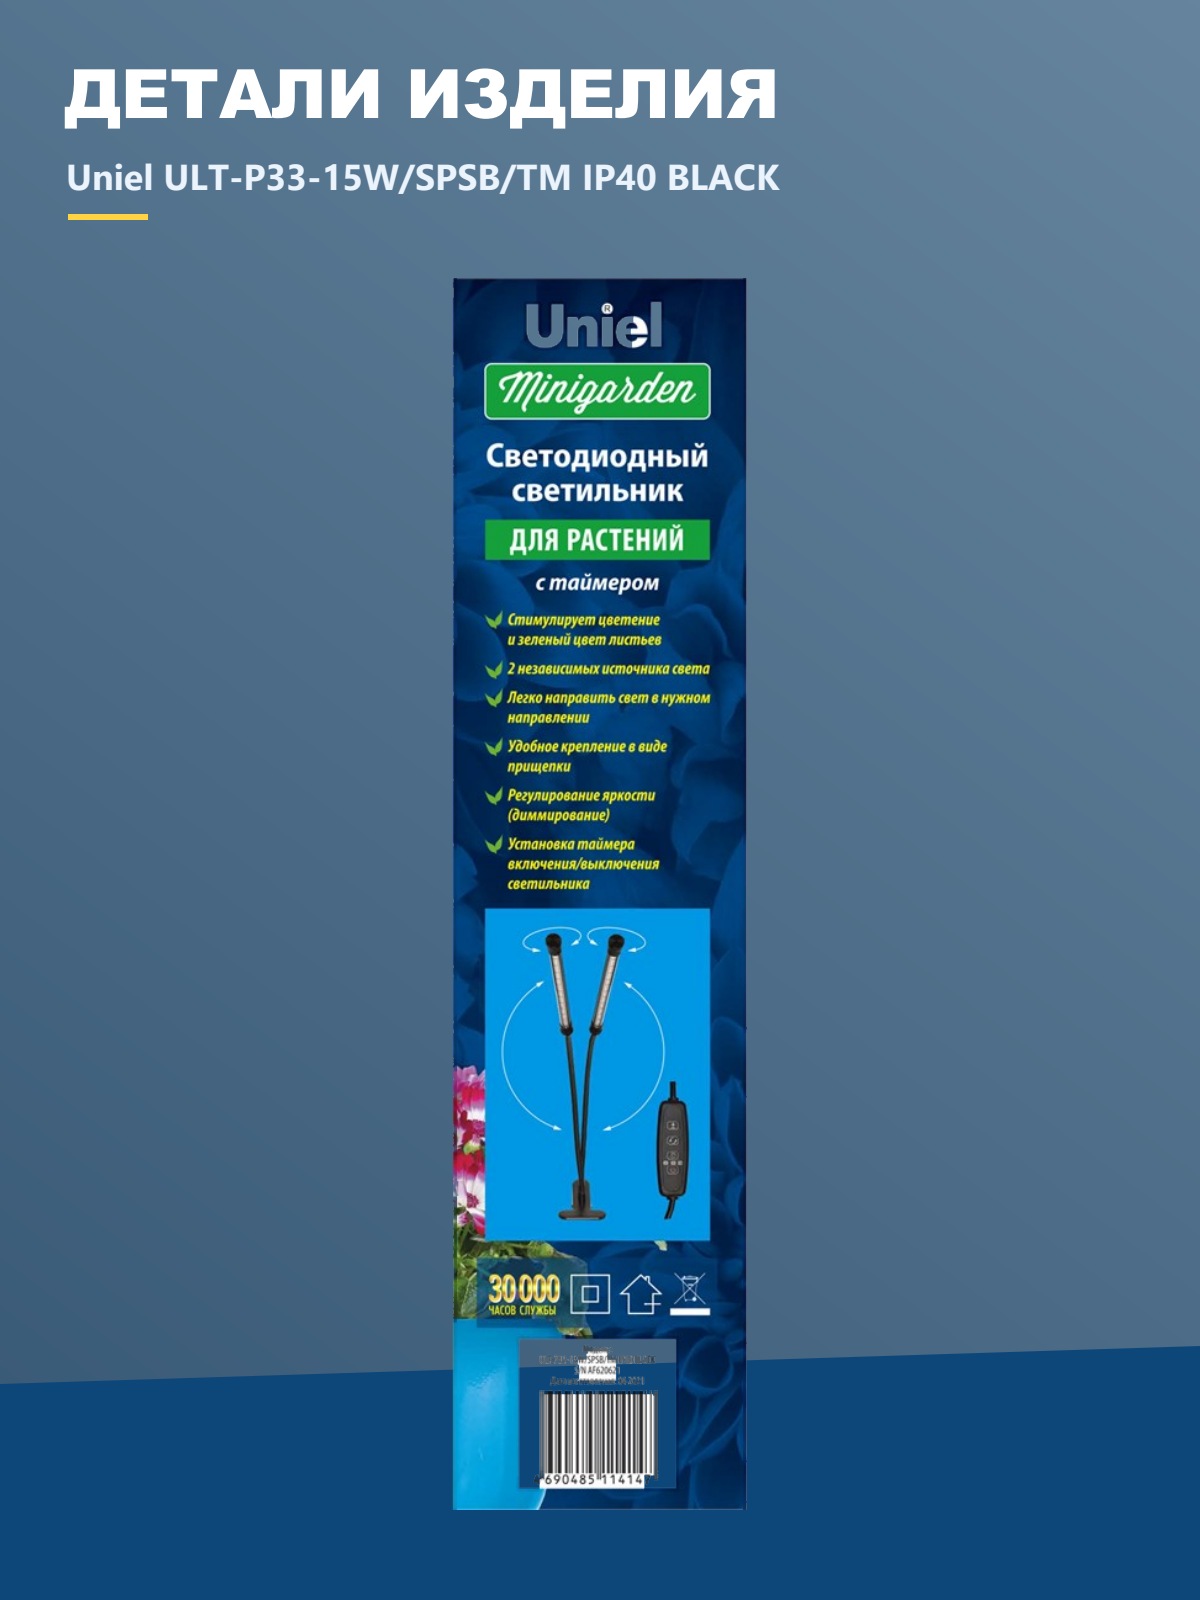 ДЕТАЛИ ИЗДЕЛИЯ
Uniel ULT-P33-15W/SPSB/TM IP40 BLACK
Uniel®
Minigarden
Светодиодный
светильник
ДЛЯ РАСТЕНИЙ
с таймером
Стимулирует цветение
и зеленый цвет листьев
2 независимых источника света
Легко направить свет в нужном
направлении
Удобное крепление в виде
прищепки
Регулирование яркости
(диммирование)
Установка таймера
включения/выключения
светильника
30 000
ЧАСОВ СЛУЖБЫ
690485 11414